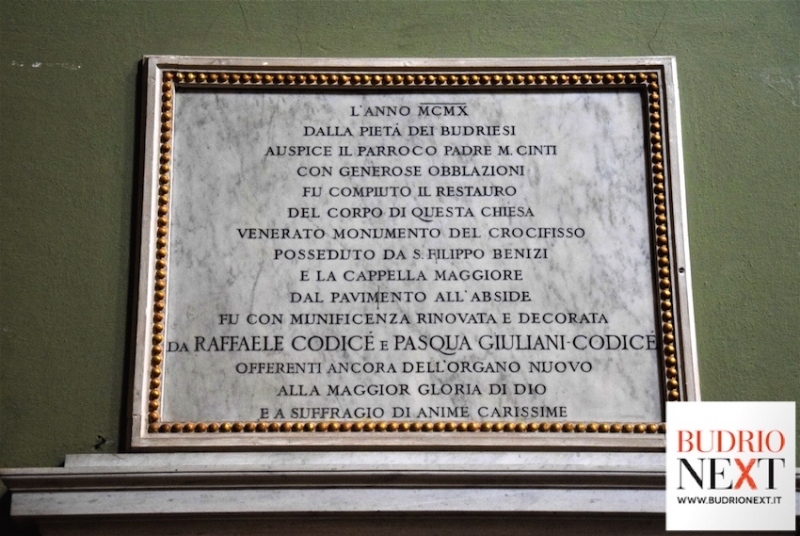 L'ANNO MCMX
DALLA PIETÁ DEI BUDRIESI
AUSPICE IL PARROCO PADRE M. CINTI
CON GENEROSE OBBLAZIONI
FU COMPIUTO IL RESTAURO
DEL CORPO DI QUESTA CHIESA
VENERATO MONUMENTO DEL CROCIFISSO
POSSEDUTO DA S. FILIPPO BENIZI
E LA CAPPELLA MAGGIORE
DAL PAVIMENTO ALL'ABSIDE
FU CON MUNIFICENZA RINOVATA E DECORATA
DA RAFFAELE CODICÉ E PASQUA GIULIANI-CODICÉ
OFFERENTI ANCORA DELL'ORGANO NUOVO
ALLA MAGGIOR GLORIA DI DIO
E A SUFFRAGIO DI ANIME CARISSIME
BUDRIO
NEXT
WWW.BUDRIONEXT.IT